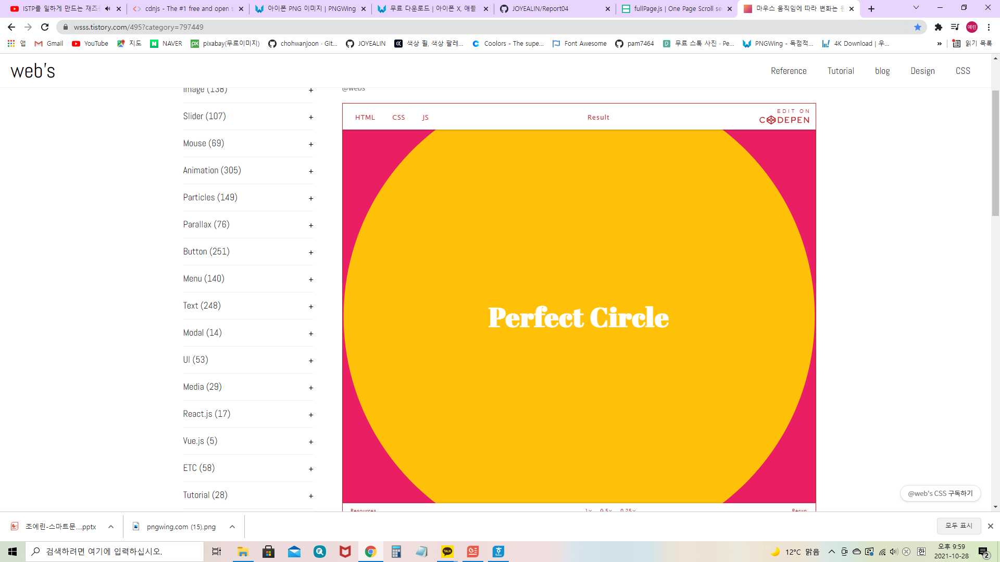 ISTP를 일하게 만드는 재즈
cdnjs - The #1 free and open s
아이폰 PNG 이미지 | PNGWing
무료 다운로드 | 아이폰 X, 애플
JOYEALIN/Report04
fullPage.js | One Page Scroll se
마우스 움직임에 따라 변화는 원
wsss.tistory.com/495?category=797449
예린
앱
Gmail
YouTube
지도
NAVER
pixabay(무료이미지)
chohwanjoon · Git...
JOYEALIN
색상 휠, 색상 팔레...
Coolors - The supe...
Font Awesome
pam7464
무료 스톡 사진 · Pe...
PNGWing - 독점적...
4K Download | 우...
»
읽기 목록
web's
Reference
Tutorial
blog
Design
CSS
Image (138) +
Slider (107) +
Mouse (69) +
Animation (305) +
Particles (149) +
Parallax (76) +
Button (251) +
Menu (140) +
Text (248) +
Modal (14) +
UI (53) +
Media (29) +
React.js (17) +
Vue.js (5) +
ETC (58) +
Tutorial (28) +
@webs
HTML CSS JS
Result
EDIT ON
CODEPEN
Perfect Circle
Resources
1× 0.5× 0.25×
Rerun
@web's CSS 구독하기
조예린-스마트문....pptx
pngwing.com (15).png
모두 표시
검색하려면 여기에 입력하십시오.
TALK
12°C 맑음
한
오후 9:59
2021-10-28
2